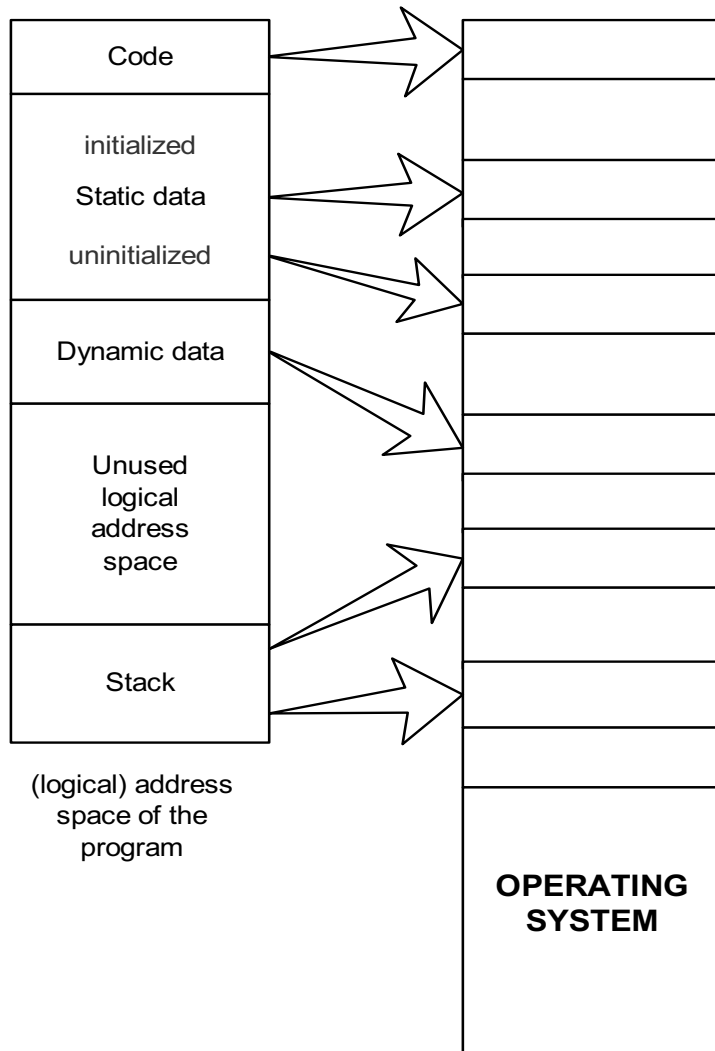 Code
initialized
Static data
uninitialized
Dynamic data
Unused
logical
address
space
Stack
(logical) address
space of the
program
OPERATING
SYSTEM